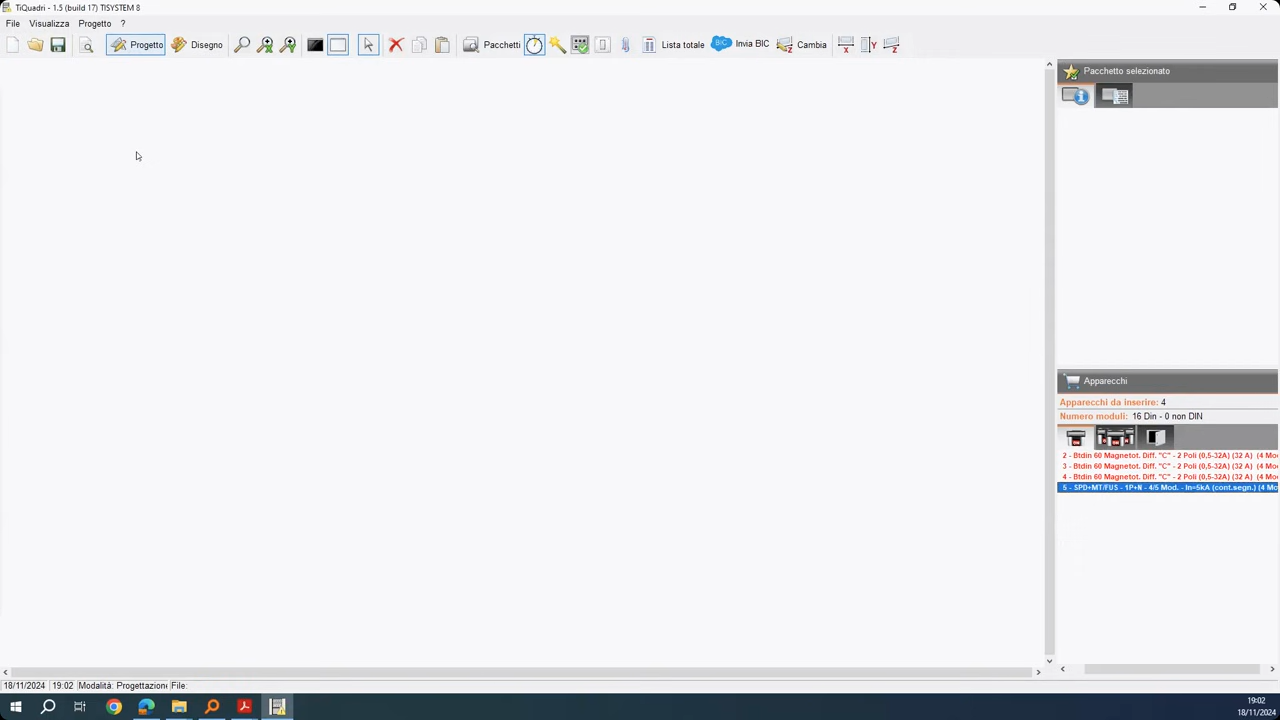 TiQuadri - 1.5 (build 17) TISYSTEM 8
File Visualizza Progetto ?
Progetto Disegno Pacchetti Lista totale BIC Invia BIC Cambia X Y Z
Pacchetto selezionato
Apparecchi
Apparecchi da inserire: 4
Numero moduli: 16 Din - 0 non DIN
2 - Btdin 60 Magnetot. Diff. "C" - 2 Poli (0,5-32A) (32 A) (4 Mo
3 - Btdin 60 Magnetot. Diff. "C" - 2 Poli (0,5-32A) (32 A) (4 Mo
4 - Btdin 60 Magnetot. Diff. "C" - 2 Poli (0,5-32A) (32 A) (4 Mo
5 - SPD+MT/FUS - 1P+N - 4/5 Mod. - In=5kA (cont.segn.) (4 Mo
18/11/2024 19:02 Modalità: Progettazione File:
19:02
18/11/2024